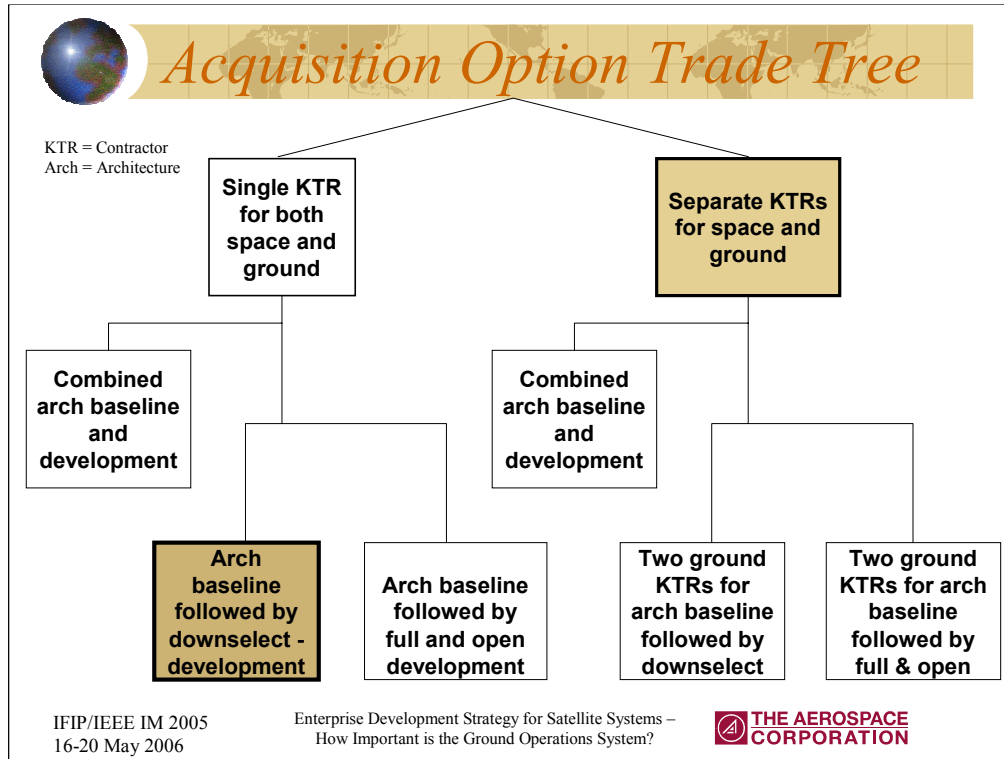 Acquisition Option Trade Tree
KTR = Contractor
Arch = Architecture
Single KTR
for both
space and
ground
Separate KTRs
for space and
ground
Combined
arch baseline
and
development
Combined
arch baseline
and
development
Arch
baseline
followed by
downselect -
development
Arch baseline
followed by
full and open
development
Two ground
KTRs for
arch baseline
followed by
downselect
Two ground
KTRs for arch
baseline
followed by
full & open
IFIP/IEEE IM 2005
16-20 May 2006
Enterprise Development Strategy for Satellite Systems –
How Important is the Ground Operations System?
THE AEROSPACE
CORPORATION